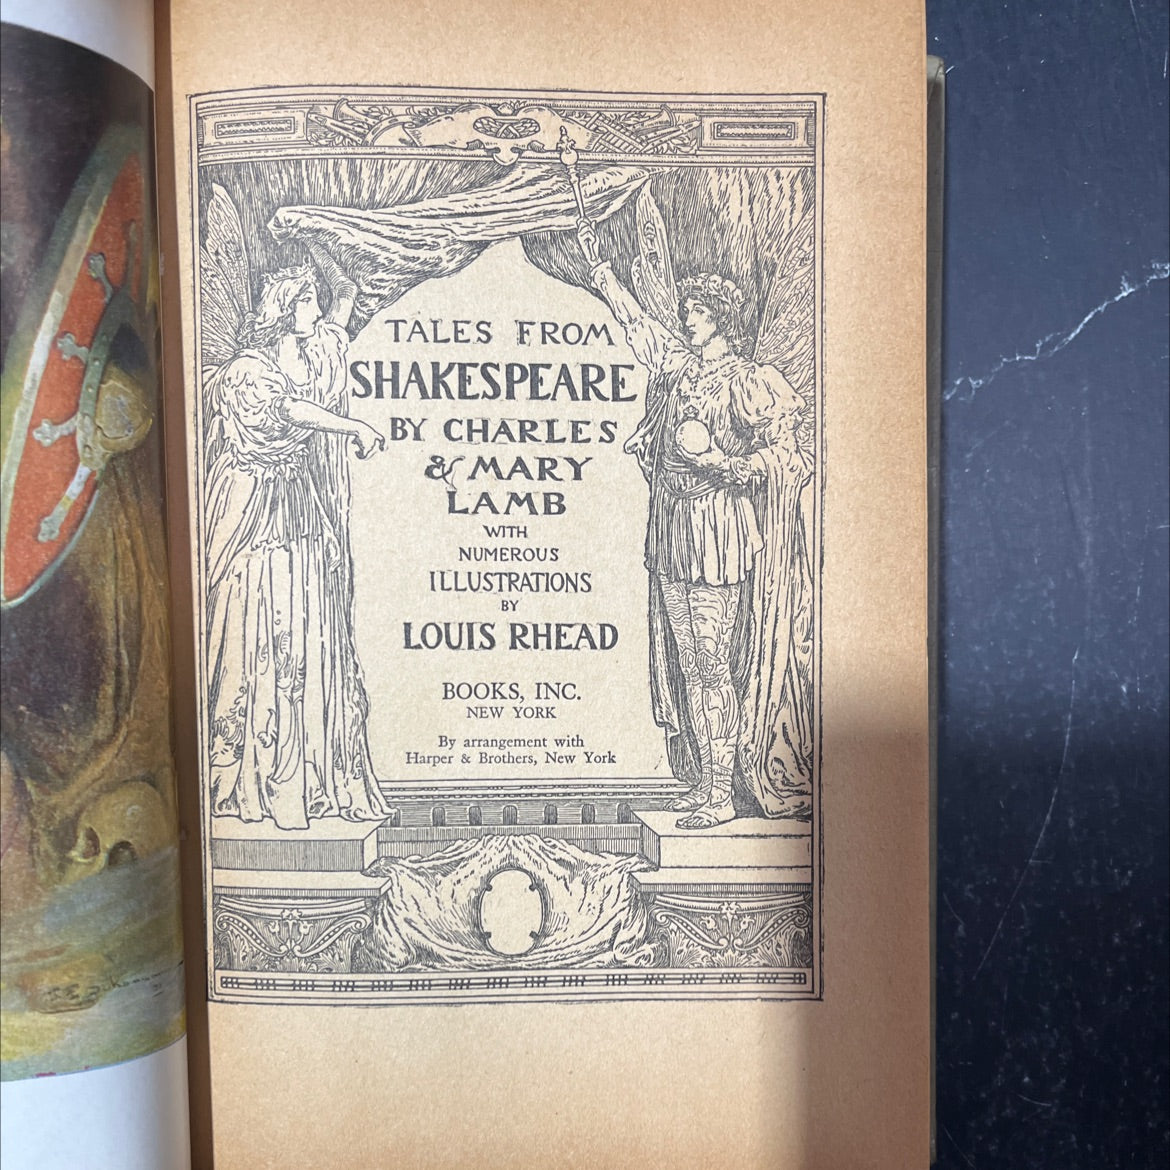 TALES FROM
SHAKESPEARE
BY CHARLES
& MARY
LAMB
WITH
NUMEROUS
ILLUSTRATIONS
BY
LOUIS RHEAD
BOOKS, INC.
NEW YORK
By arrangement with
Harper & Brothers, New York